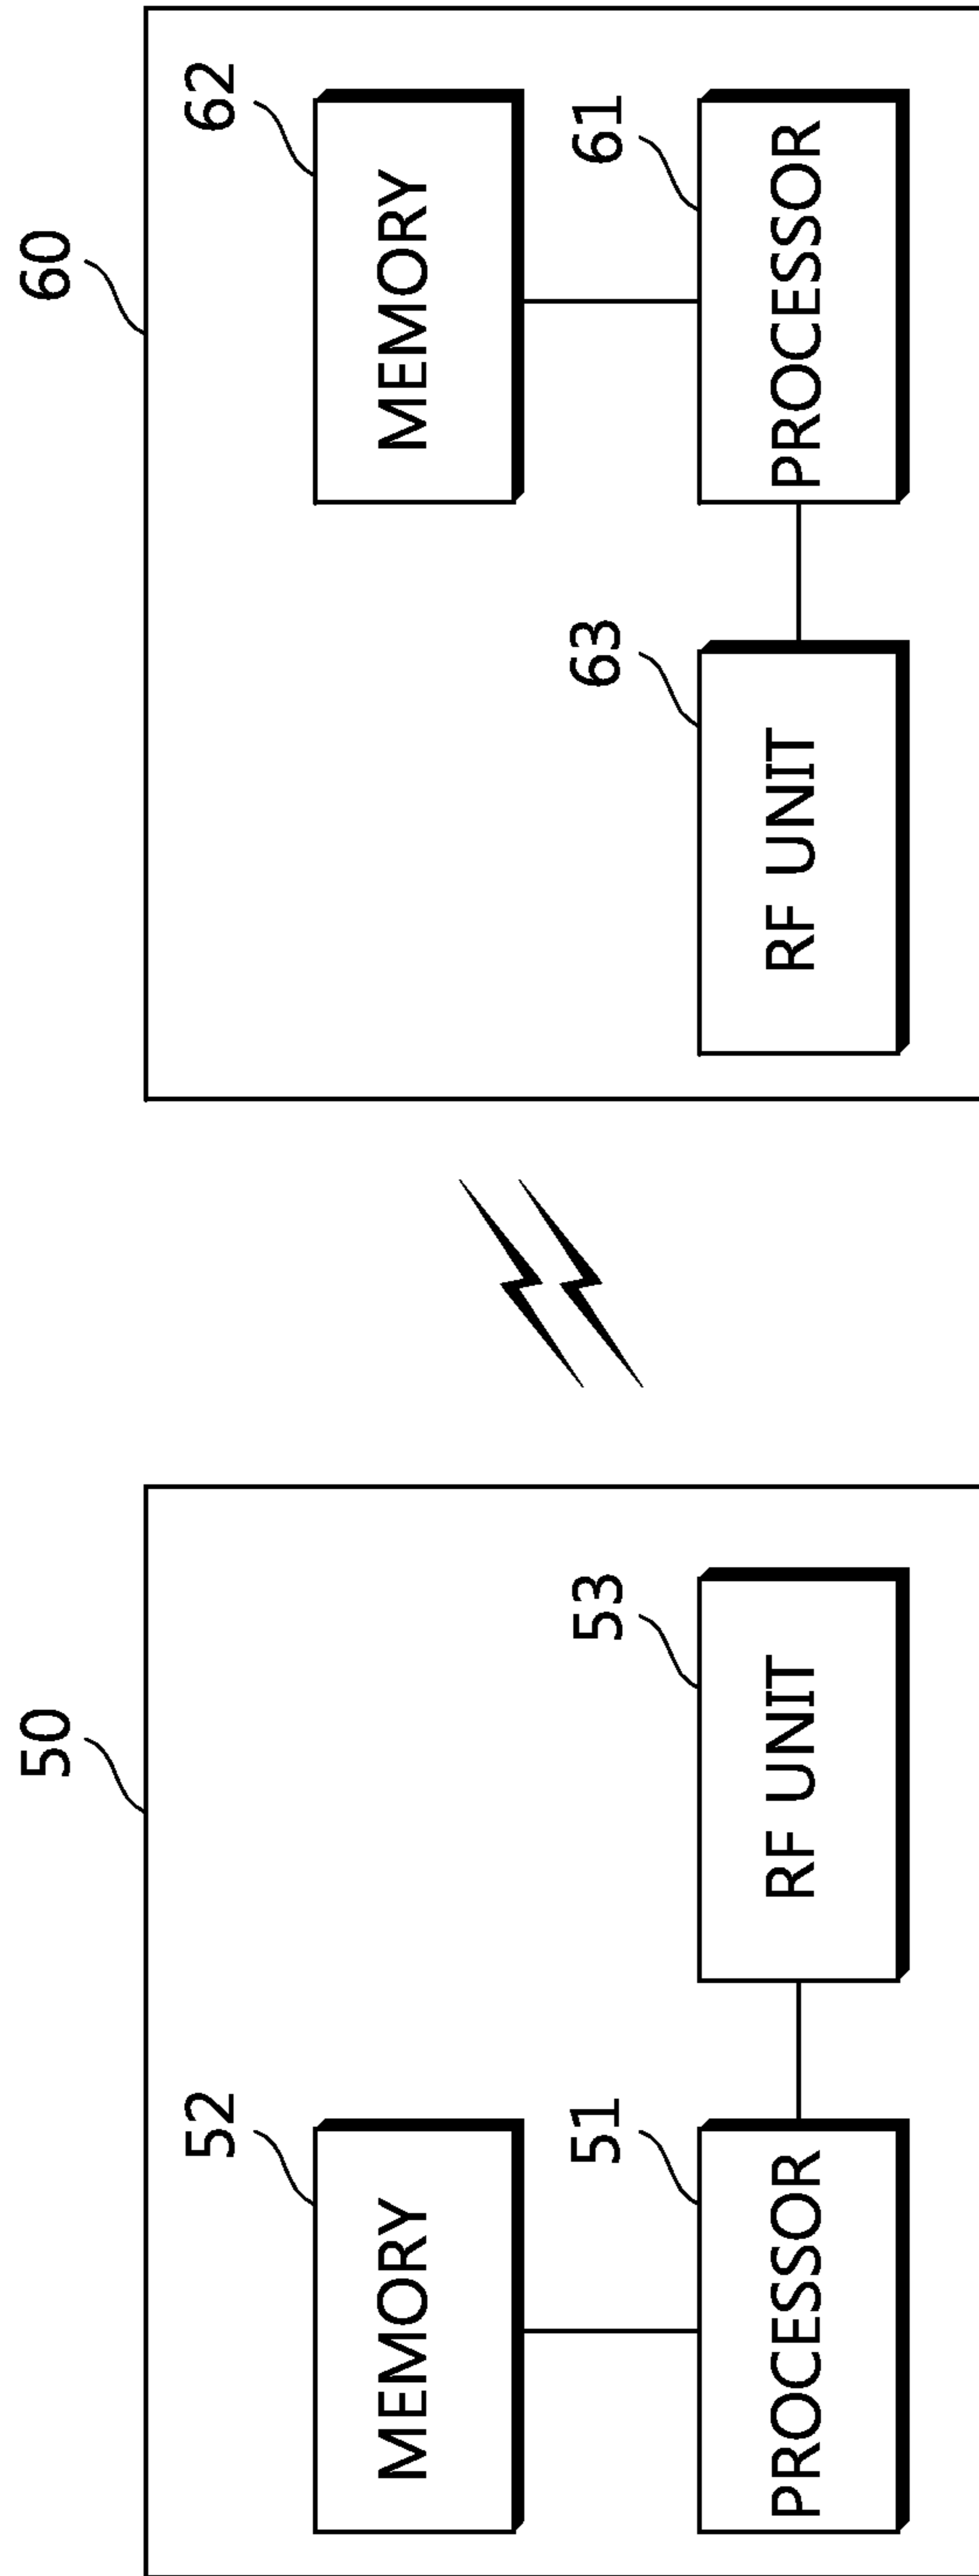 50
60
52
MEMORY
62
MEMORY
51
PROCESSOR
53
RF UNIT
63
RF UNIT
61
PROCESSOR